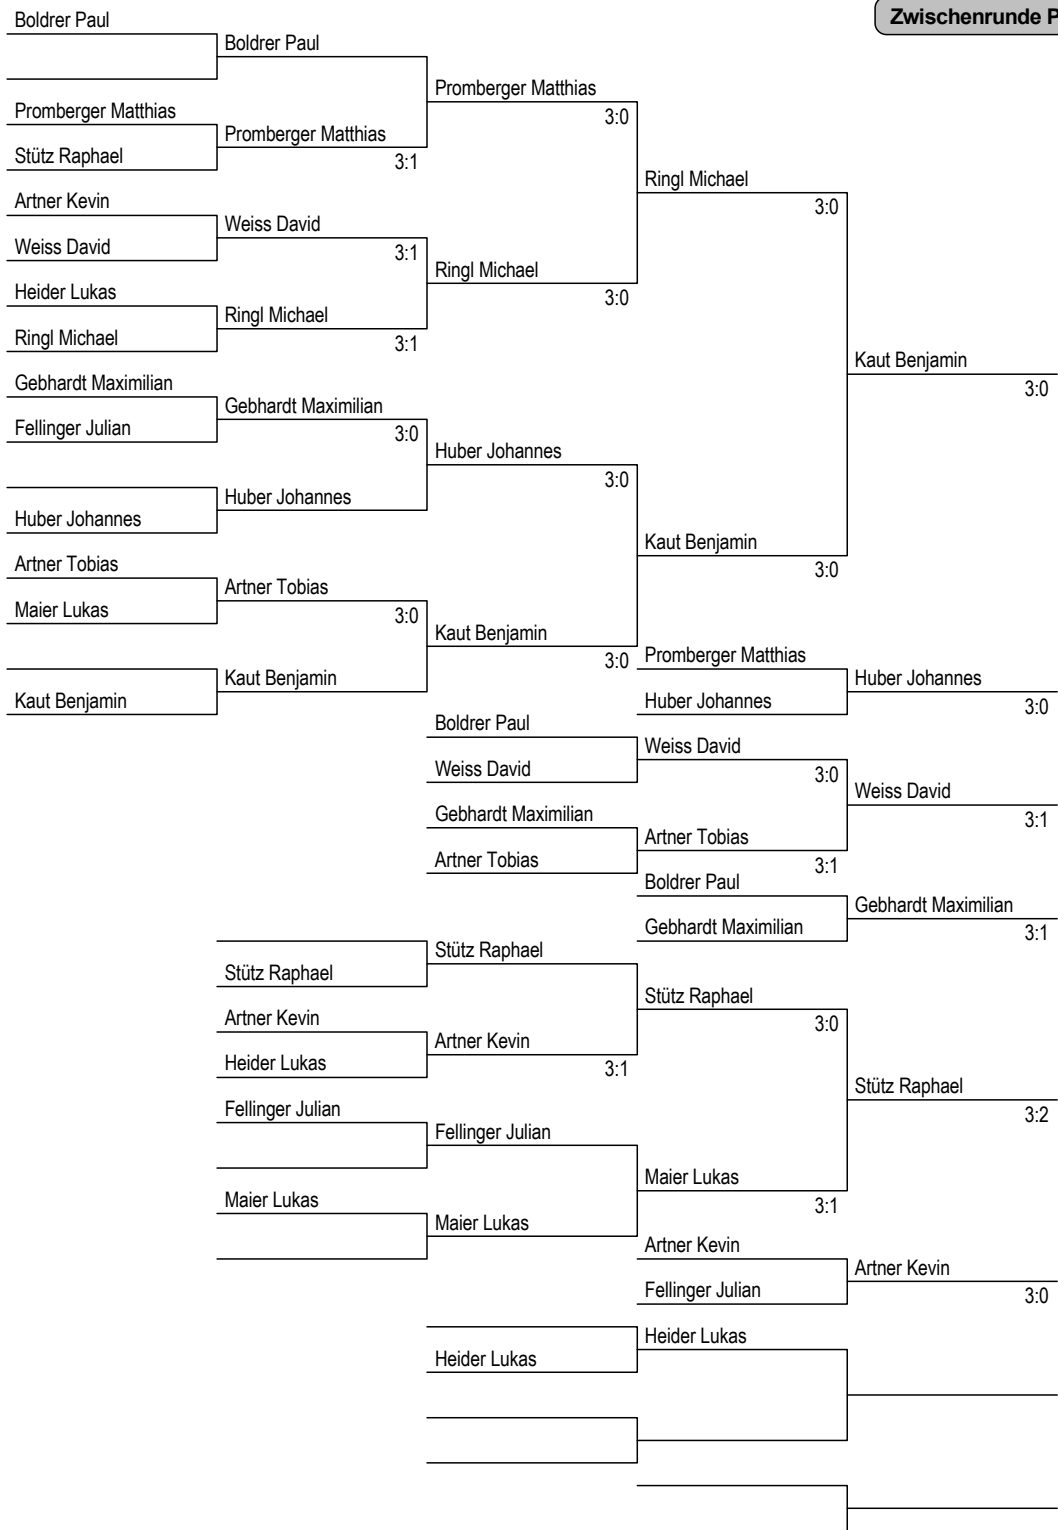 Zwischenrunde P
Boldrer Paul
Boldrer Paul
Promberger Matthias
3:0
Promberger Matthias
Promberger Matthias
3:1
Stütz Raphael
Ringl Michael
3:0
Artner Kevin
Weiss David
3:1
Weiss David
Ringl Michael
3:0
Heider Lukas
Ringl Michael
3:1
Ringl Michael
Kaut Benjamin
3:0
Gebhardt Maximilian
Gebhardt Maximilian
3:0
Fellinger Julian
Huber Johannes
3:0
Huber Johannes
Huber Johannes
Kaut Benjamin
3:0
Artner Tobias
Artner Tobias
3:0
Maier Lukas
Kaut Benjamin
3:0
Promberger Matthias
Kaut Benjamin
Huber Johannes
3:0
Kaut Benjamin
Huber Johannes
Boldrer Paul
Weiss David
3:0
Weiss David
Weiss David
3:1
Gebhardt Maximilian
Artner Tobias
3:1
Artner Tobias
Boldrer Paul
Gebhardt Maximilian
3:1
Gebhardt Maximilian
Stütz Raphael
Stütz Raphael
Stütz Raphael
3:0
Artner Kevin
Artner Kevin
3:1
Heider Lukas
Stütz Raphael
3:2
Fellinger Julian
Fellinger Julian
Maier Lukas
3:1
Maier Lukas
Maier Lukas
Artner Kevin
Artner Kevin
3:0
Fellinger Julian
Heider Lukas
Heider Lukas